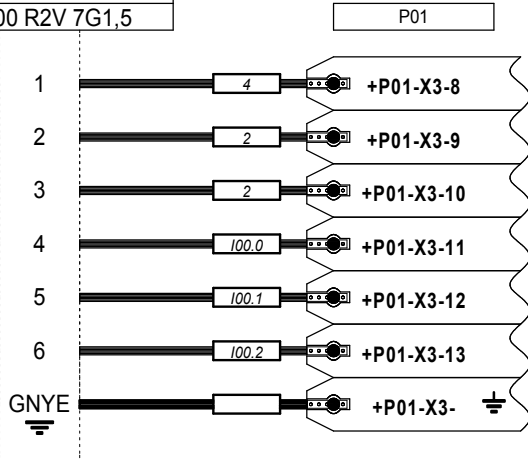 00 R2V 7G1,5 P01
1 4 +P01-X3-8
2 2 +P01-X3-9
3 2 +P01-X3-10
4 I00.0 +P01-X3-11
5 I00.1 +P01-X3-12
6 I00.2 +P01-X3-13
GNYE +P01-X3-